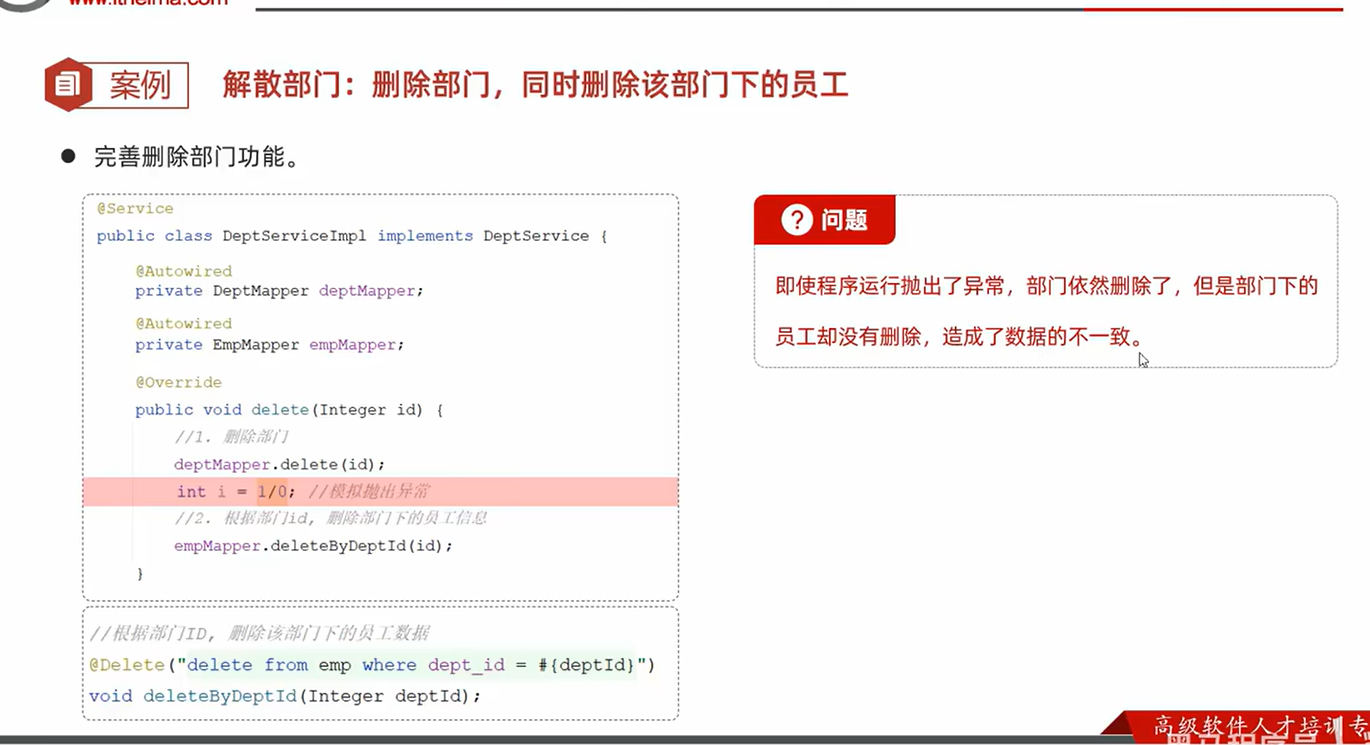 www.itheima.com
案例
解散部门：删除部门，同时删除该部门下的员工
● 完善删除部门功能。
@Service
public class DeptServiceImpl implements DeptService {
@Autowired
private DeptMapper deptMapper;
@Autowired
private EmpMapper empMapper;
@Override
public void delete(Integer id) {
//1. 删除部门
deptMapper.delete(id);
int i = 1/0; //模拟抛出异常
//2. 根据部门id, 删除部门下的员工信息
empMapper.deleteByDeptId(id);
}
//根据部门ID, 删除该部门下的员工数据
@Delete("delete from emp where dept_id = #{deptId}")
void deleteByDeptId(Integer deptId);
? 问题
即使程序运行抛出了异常，部门依然删除了，但是部门下的
员工却没有删除，造成了数据的不一致。
高级软件人才培训专